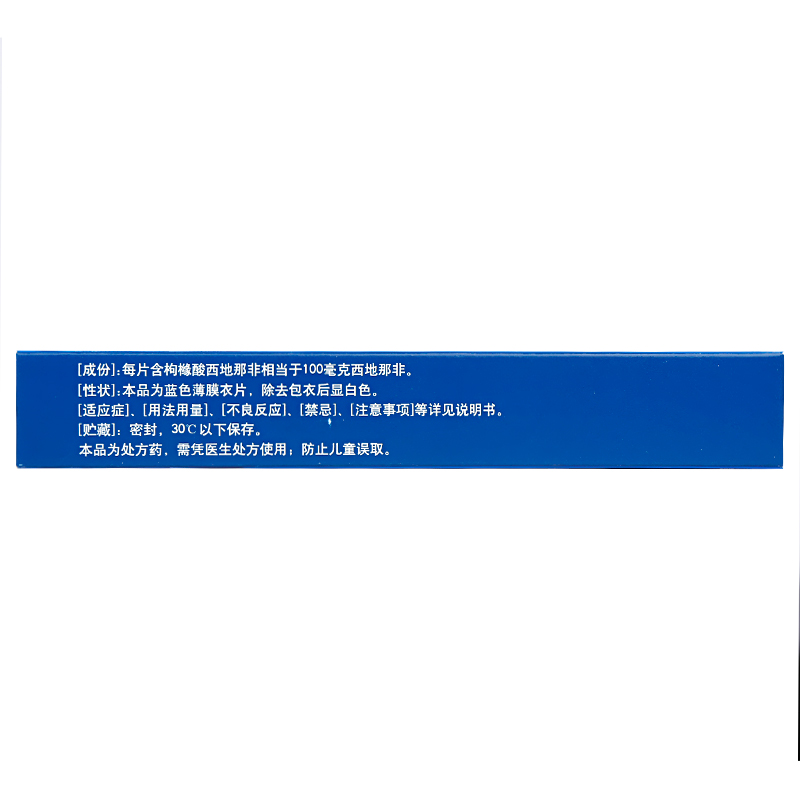 [成份]:每片含枸橼酸西地那非相当于100毫克西地那非。
[性状]:本品为蓝色薄膜衣片，除去包衣后显白色。
[适应症]、[用法用量]、[不良反应]、[禁忌]、[注意事项]等详见说明书。
[贮藏]：密封，30℃以下保存。
本品为处方药，需凭医生处方使用；防止儿童误取。